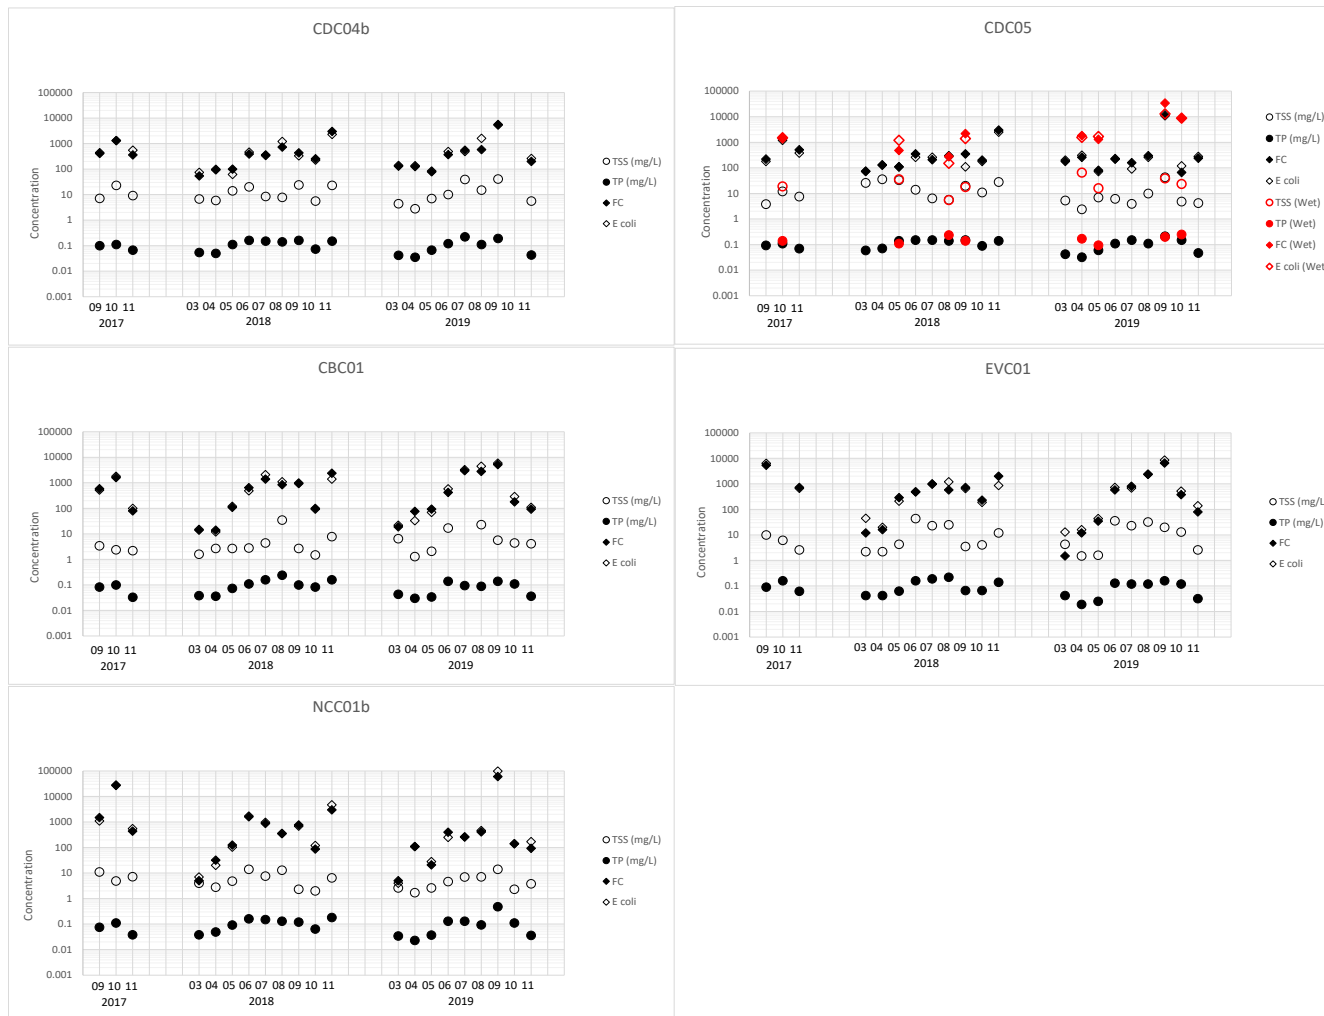 CDC04b
100000
10000
1000
100
10
1
0.1
0.01
0.001
Concentration
09 10 11 03 04 05 06 07 08 09 10 11 03 04 05 06 07 08 09 10 11
2017 2018 2019
TSS (mg/L)
TP (mg/L)
FC
E coli
CDC05
100000
10000
1000
100
10
1
0.1
0.01
0.001
Concentration
09 10 11 03 04 05 06 07 08 09 10 11 03 04 05 06 07 08 09 10 11
2017 2018 2019
TSS (mg/L)
TP (mg/L)
FC
E coli
TSS (Wet)
TP (Wet)
FC (Wet)
E coli (Wet)
CBC01
100000
10000
1000
100
10
1
0.1
0.01
0.001
Concentration
09 10 11 03 04 05 06 07 08 09 10 11 03 04 05 06 07 08 09 10 11
2017 2018 2019
TSS (mg/L)
TP (mg/L)
FC
E coli
EVC01
100000
10000
1000
100
10
1
0.1
0.01
0.001
Concentration
09 10 11 03 04 05 06 07 08 09 10 11 03 04 05 06 07 08 09 10 11
2017 2018 2019
TSS (mg/L)
TP (mg/L)
FC
E coli
NCC01b
100000
10000
1000
100
10
1
0.1
0.01
0.001
Concentration
09 10 11 03 04 05 06 07 08 09 10 11 03 04 05 06 07 08 09 10 11
2017 2018 2019
TSS (mg/L)
TP (mg/L)
FC
E coli